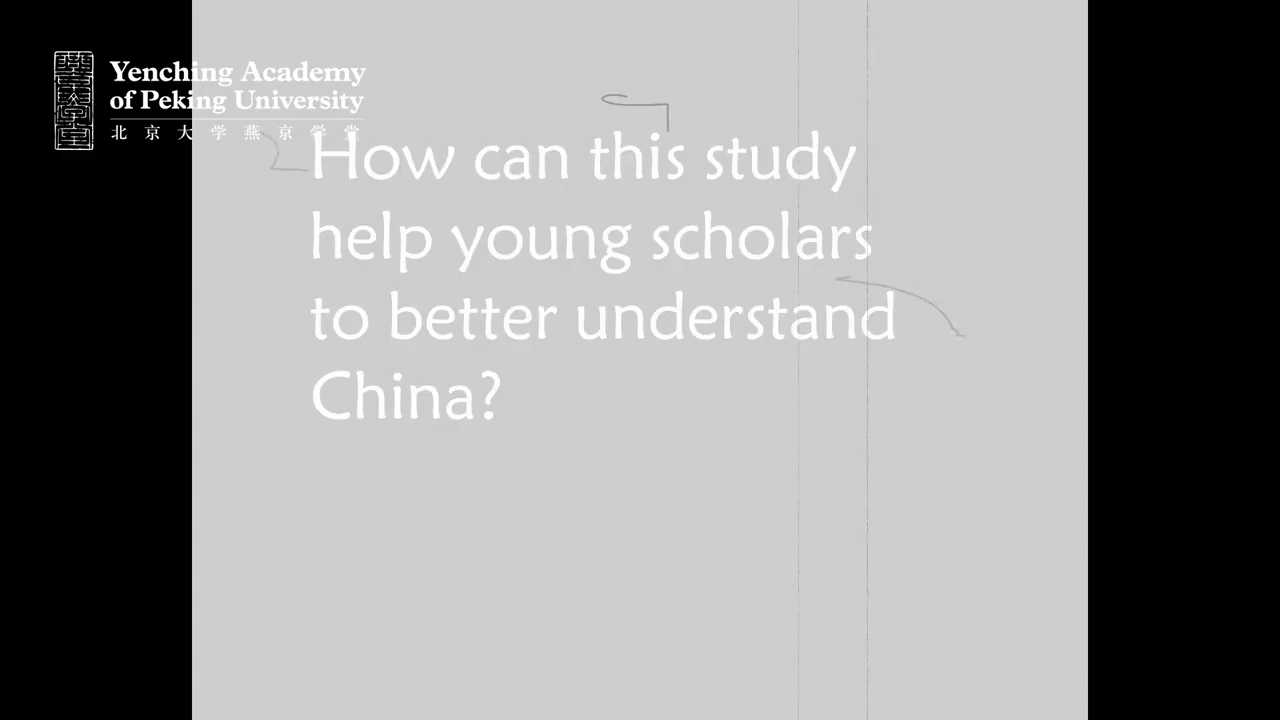 Yenching Academy
of Peking University
北京大学燕京学堂
How can this study
help young scholars
to better understand
China?